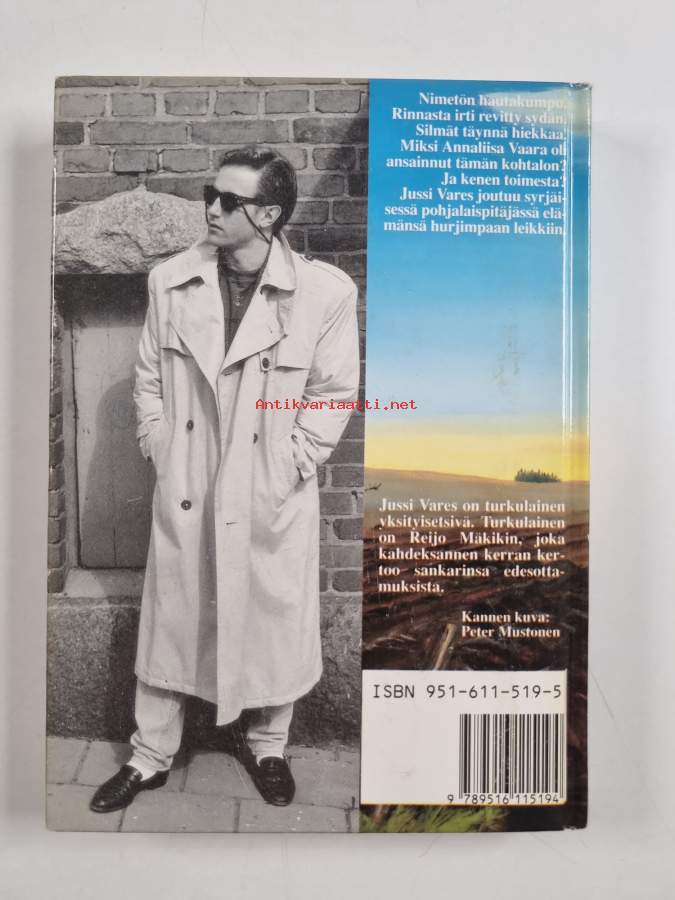 Nimetön hautakumpu.
Rinnasta irti revitty sydän.
Silmät täynnä hiekkaa.
Miksi Annaliisa Vaara oli
ansainnut tämän kohtalon?
Ja kenen toimesta?
Jussi Vares joutuu syrjäi-
sessä pohjalaispitäjässä elä-
mänsä hurjimpaan leikkiin.
Antikvariaatti.net
Jussi Vares on turkulainen
yksityisetsivä. Turkulainen
on Reijo Mäkikin, joka
kahdeksannen kerran ker-
too sankarinsa edesotta-
muksista.
Kannen kuva:
Peter Mustonen
ISBN 951-611-519-5
9 789516 115194